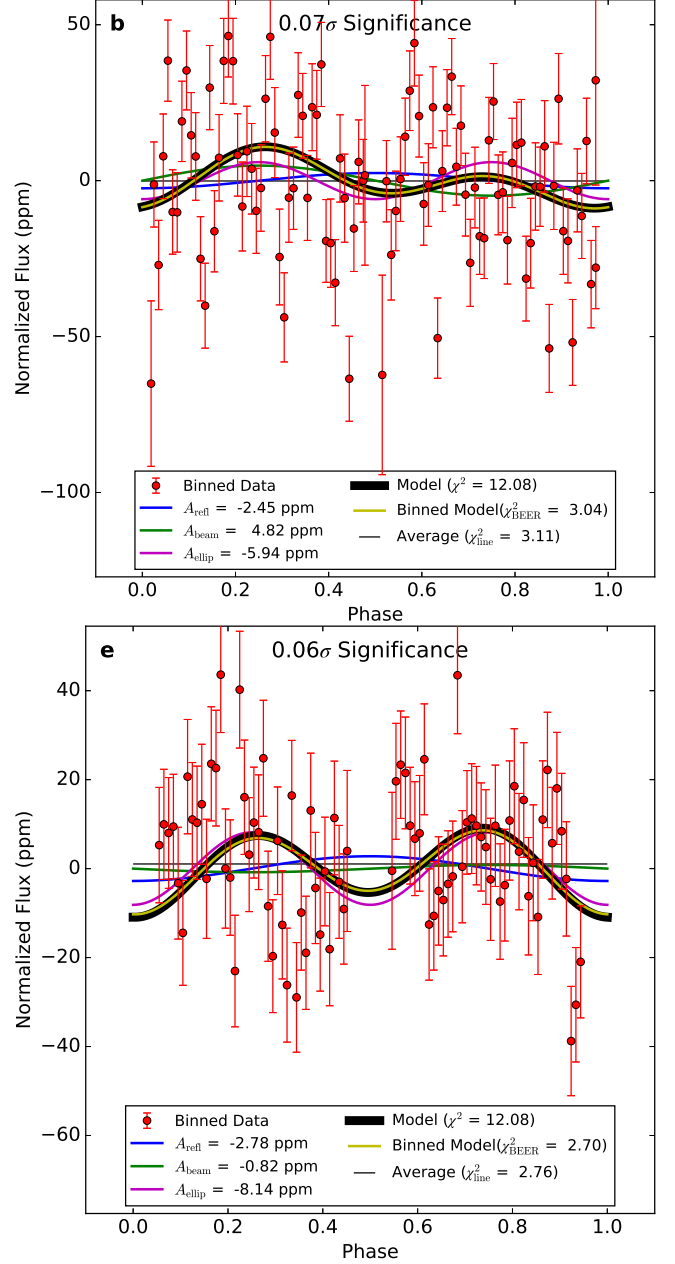 b
0.07σ Significance
50
0
−50
−100
Normalized Flux (ppm)
Binned Data
A_refl = -2.45 ppm
A_beam = 4.82 ppm
A_ellip = -5.94 ppm
Model (χ² = 12.08)
Binned Model(χ²_BEER = 3.04)
Average (χ²_line = 3.11)
0.0 0.2 0.4 0.6 0.8 1.0
Phase
e
0.06σ Significance
40
20
0
−20
−40
−60
Normalized Flux (ppm)
Binned Data
A_refl = -2.78 ppm
A_beam = -0.82 ppm
A_ellip = -8.14 ppm
Model (χ² = 12.08)
Binned Model(χ²_BEER = 2.70)
Average (χ²_line = 2.76)
0.0 0.2 0.4 0.6 0.8 1.0
Phase